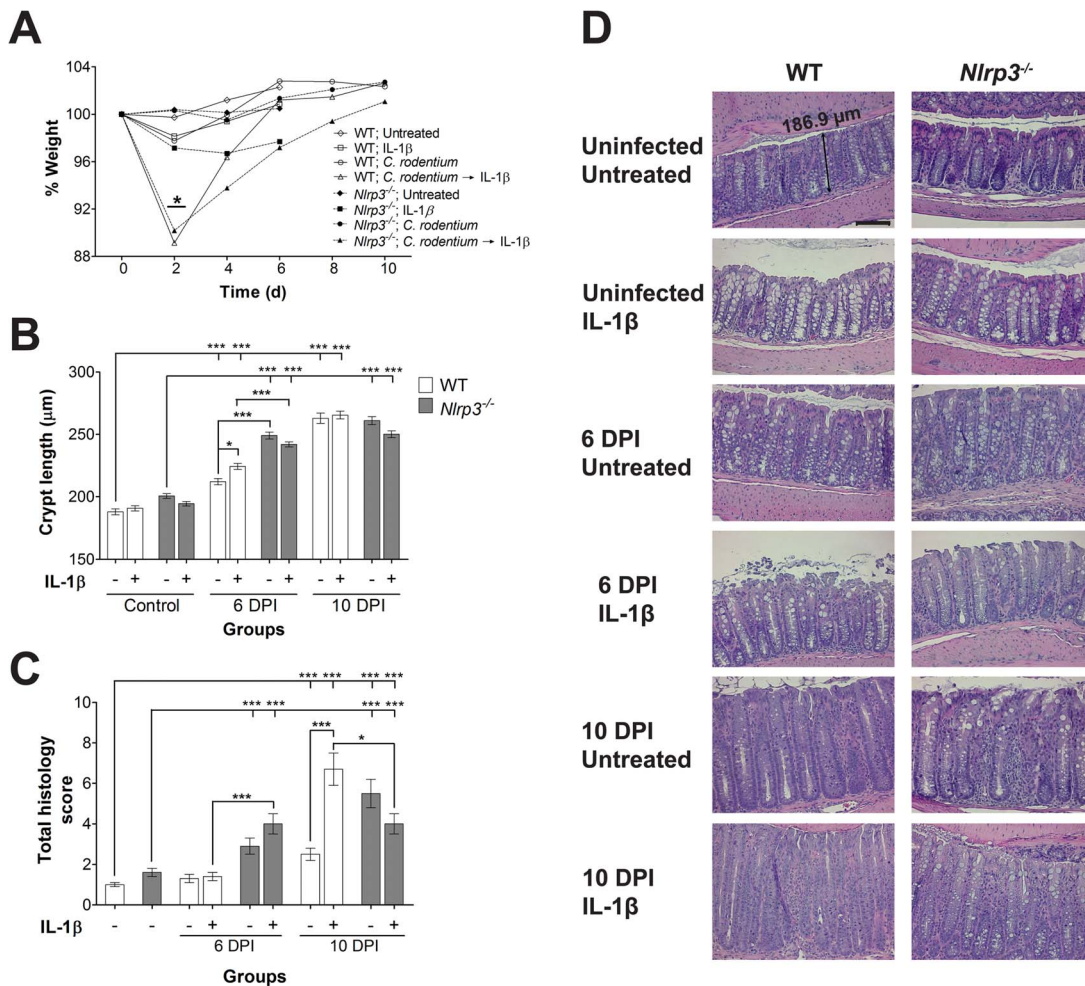 A
104
100
96
92
88
% Weight
*
0 2 4 6 8 10
Time (d)
WT; Untreated
WT; IL-1β
WT; C. rodentium
WT; C. rodentium → IL-1β
Nlrp3-/-; Untreated
Nlrp3-/-; IL-1β
Nlrp3-/-; C. rodentium
Nlrp3-/-; C. rodentium → IL-1β
B
*** *** *** ***
*** *** *** ***
***
***
*
300
250
200
150
Crypt length (μm)
WT
Nlrp3-/-
IL-1β - + - + - + - + - + - +
Control 6 DPI 10 DPI
Groups
C
*** *** *** ***
*** *** *** ***
***
*
***
10
8
6
4
2
0
Total histology
score
IL-1β - - - + - + - + - +
6 DPI 10 DPI
Groups
D
WT Nlrp3-/-
Uninfected
Untreated
186.9 μm
Uninfected
IL-1β
6 DPI
Untreated
6 DPI
IL-1β
10 DPI
Untreated
10 DPI
IL-1β